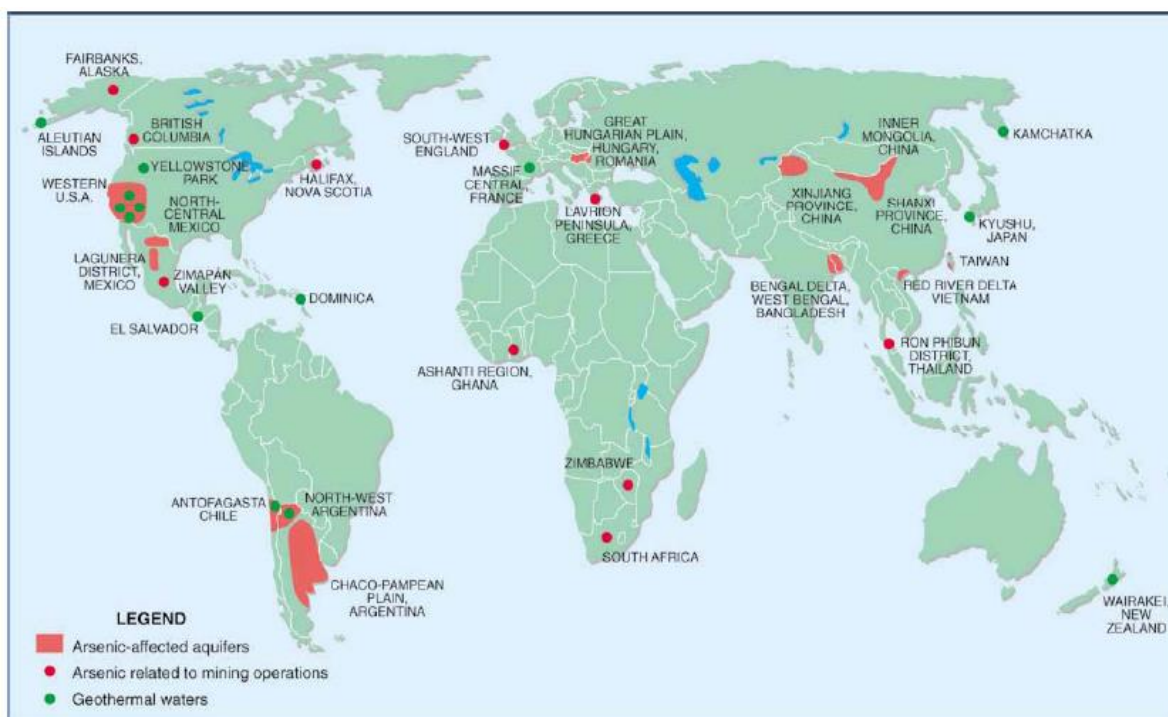 FAIRBANKS,
ALASKA
ALEUTIAN
ISLANDS
BRITISH
COLUMBIA
YELLOWSTONE
PARK
HALIFAX,
NOVA SCOTIA
WESTERN
U.S.A.
NORTH-
CENTRAL
MEXICO
LAGUNERA
DISTRICT,
MEXICO
ZIMAPÁN
VALLEY
DOMINICA
EL SALVADOR
SOUTH-WEST
ENGLAND
GREAT
HUNGARIAN PLAIN,
HUNGARY,
ROMANIA
MASSIF
CENTRAL,
FRANCE
LAVRION
PENINSULA,
GREECE
INNER
MONGOLIA,
CHINA
KAMCHATKA
XINJIANG
PROVINCE,
CHINA
SHANXI
PROVINCE,
CHINA
KYUSHU,
JAPAN
TAIWAN
BENGAL DELTA,
WEST BENGAL,
BANGLADESH
RED RIVER DELTA
VIETNAM
RON PHIBUN
DISTRICT,
THAILAND
ASHANTI REGION,
GHANA
ZIMBABWE
SOUTH AFRICA
ANTOFAGASTA
CHILE
NORTH-WEST
ARGENTINA
CHACO-PAMPEAN
PLAIN,
ARGENTINA
WAIRAKEI,
NEW
ZEALAND
LEGEND
Arsenic-affected aquifers
Arsenic related to mining operations
Geothermal waters